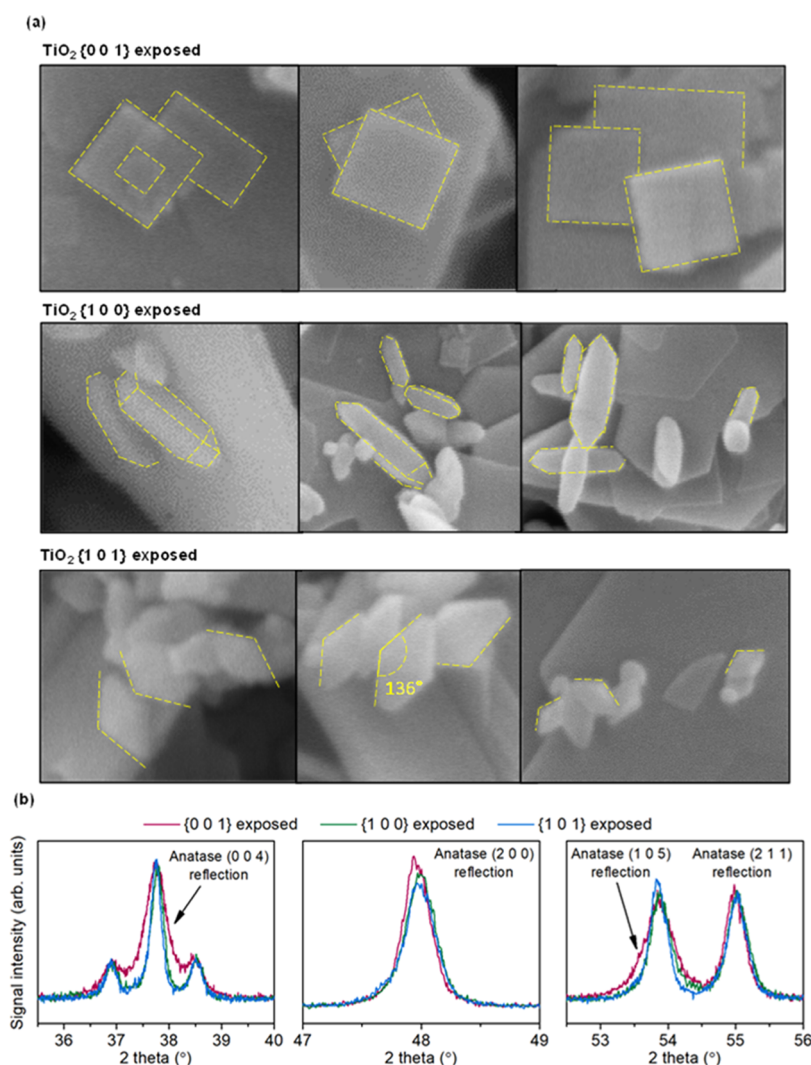 (a)
TiO₂ {0 0 1} exposed
TiO₂ {1 0 0} exposed
TiO₂ {1 0 1} exposed
136°
(b)
{0 0 1} exposed {1 0 0} exposed {1 0 1} exposed
Signal intensity (arb. units)
Anatase (0 0 4)
reflection
36 37 38 39 40
2 theta (°)
Anatase (2 0 0)
reflection
47 48 49
2 theta (°)
Anatase (1 0 5)
reflection
Anatase (2 1 1)
reflection
53 54 55 56
2 theta (°)